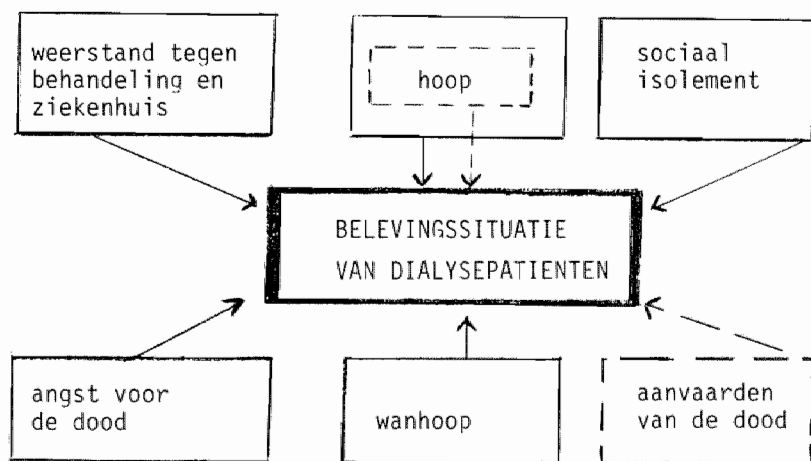 weerstand tegen
behandeling en
ziekenhuis
hoop
sociaal
isolement
BELEVINGSSITUATIE
VAN DIALYSEPATIENTEN
angst voor
de dood
wanhoop
aanvaarden
van de dood